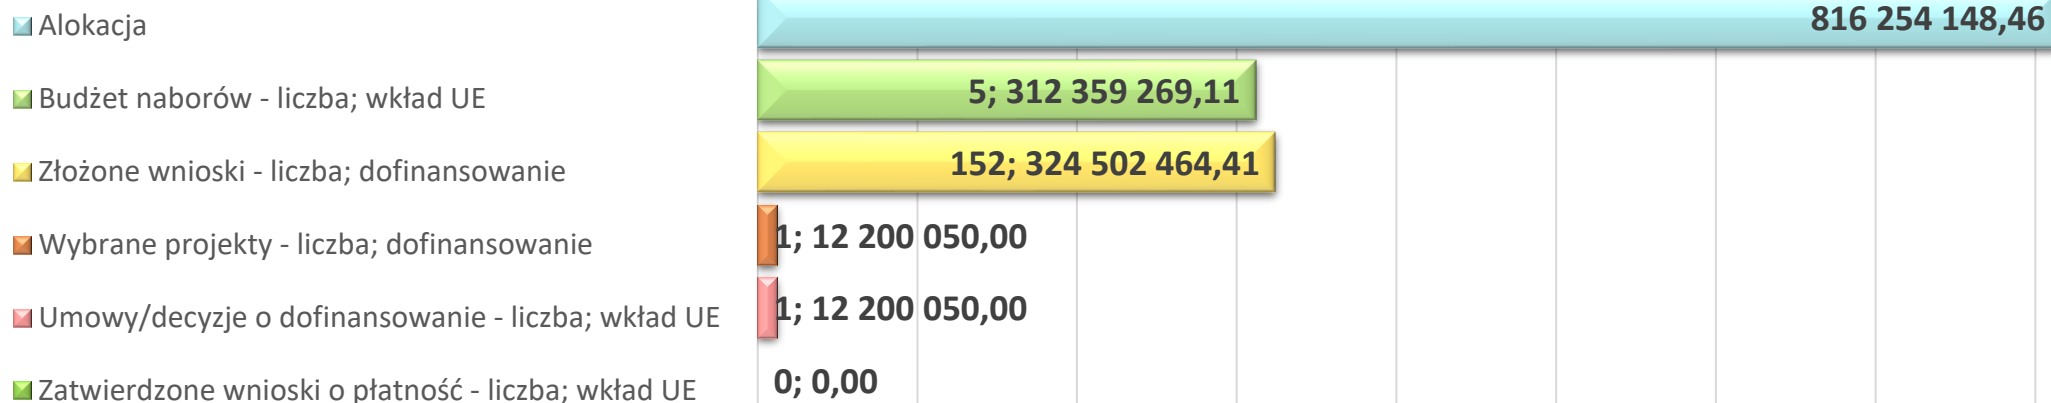 Alokacja 816 254 148,46
Budżet naborów - liczba; wkład UE 5; 312 359 269,11
Złożone wnioski - liczba; dofinansowanie 152; 324 502 464,41
Wybrane projekty - liczba; dofinansowanie 1; 12 200 050,00
Umowy/decyzje o dofinansowanie - liczba; wkład UE 1; 12 200 050,00
Zatwierdzone wnioski o płatność - liczba; wkład UE 0; 0,00